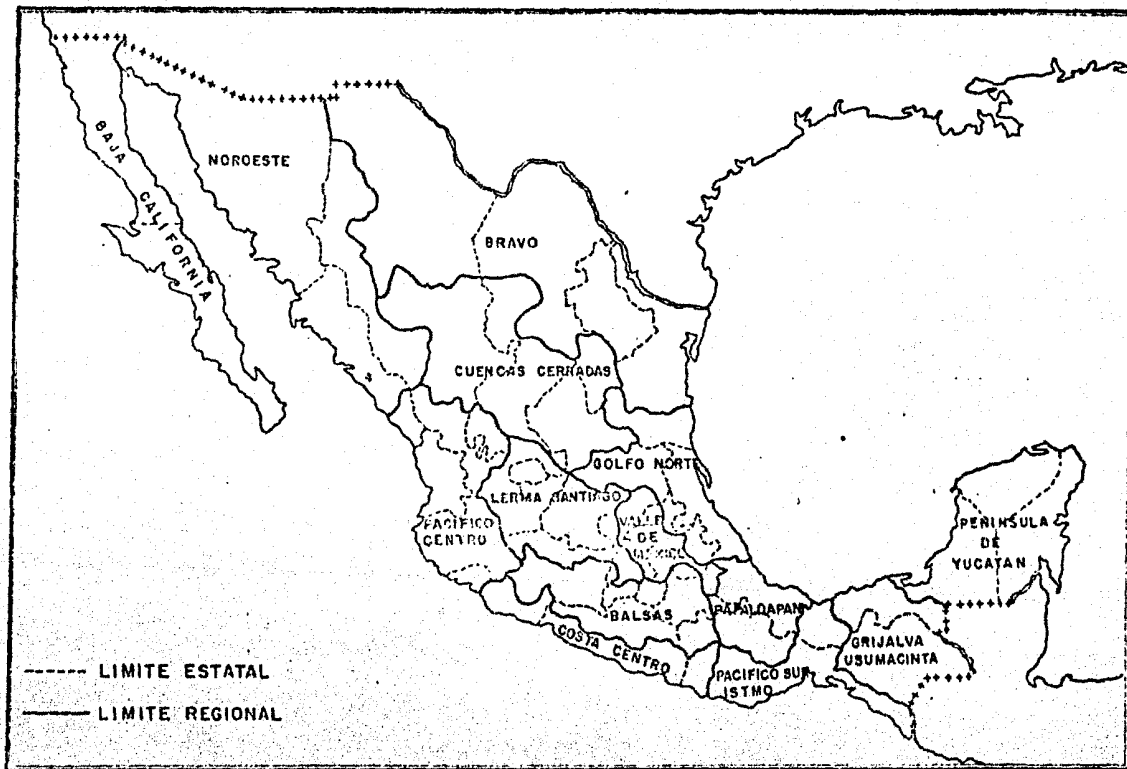 BAJA CALIFORNIA
NOROESTE
BRAVO
CUENCAS CERRADAS
GOLFO NORTE
LERMA SANTIAGO
PACIFICO
CENTRO
VALLE
DE
MEXICO
PENINSULA
DE
YUCATAN
BALSAS
PAPALOAPAN
COSTA CENTRO
GRIJALVA
USUMACINTA
PACIFICO SUR
ISTMO
LIMITE ESTATAL
LIMITE REGIONAL